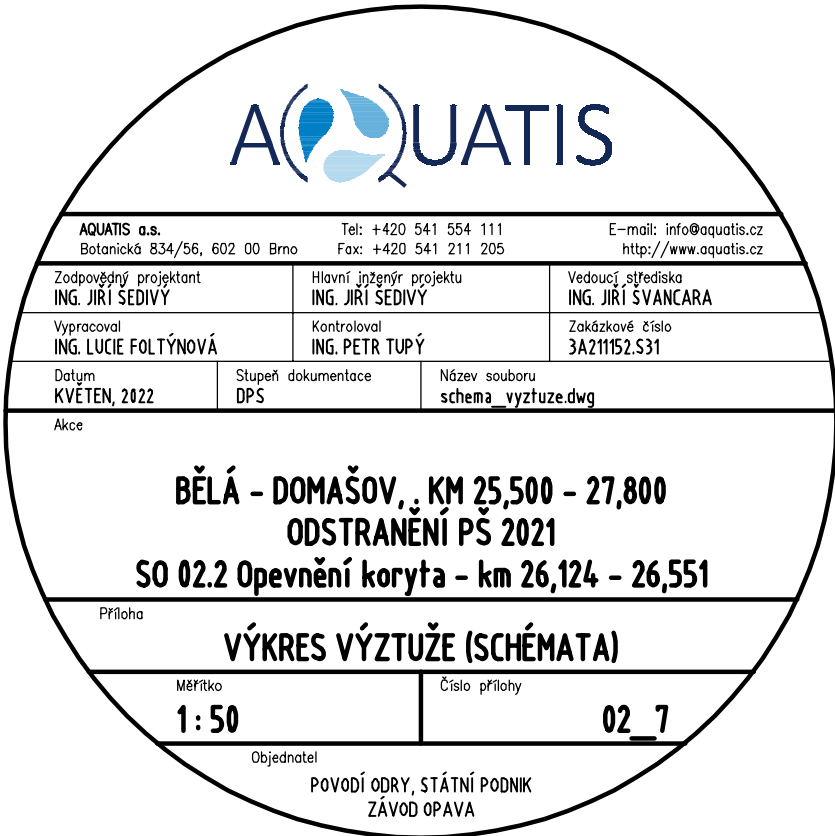 AQUATIS
AQUATIS a.s. Tel: +420 541 554 111 E-mail: info@aquatis.cz
Botanická 834/56, 602 00 Brno Fax: +420 541 211 205 http://www.aquatis.cz
Zodpovědný projektant Hlavní inženýr projektu Vedoucí střediska
ING. JIŘÍ ŠEDIVÝ ING. JIŘÍ ŠEDIVÝ ING. JIŘÍ ŠVANCARA
Vypracoval Kontroloval Zakázkové číslo
ING. LUCIE FOLTÝNOVÁ ING. PETR TUPÝ 3A211152.S31
Datum Stupeň dokumentace Název souboru
KVĚTEN, 2022 DPS schema_vyztuze.dwg
Akce
BĚLÁ - DOMAŠOV, . KM 25,500 - 27,800
ODSTRANĚNÍ PŠ 2021
SO 02.2 Opevnění koryta - km 26,124 - 26,551
Příloha
VÝKRES VÝZTUŽE (SCHÉMATA)
Měřítko Číslo přílohy
1 : 50 02_7
Objednatel
POVODÍ ODRY, STÁTNÍ PODNIK
ZÁVOD OPAVA